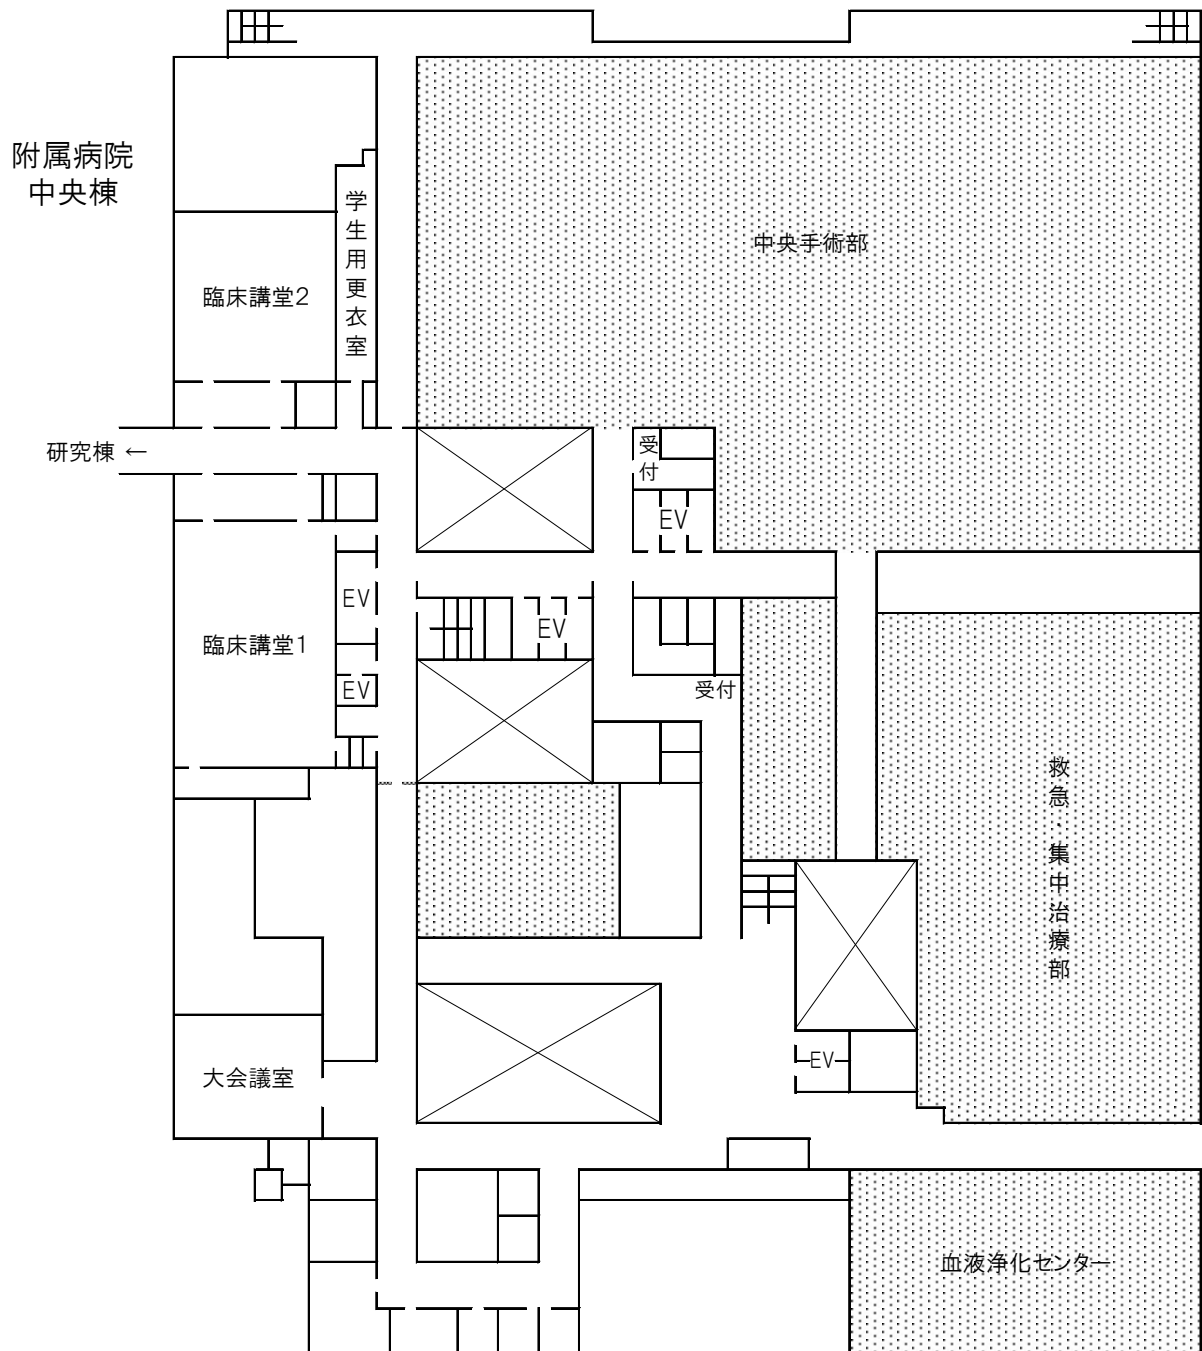 附属病院
中央棟
学生用更衣室
中央手術部
臨床講堂2
研究棟 ←
受付
EV
EV
EV
臨床講堂1
EV
受付
救急・集中治療部
EV
大会議室
血液浄化センター